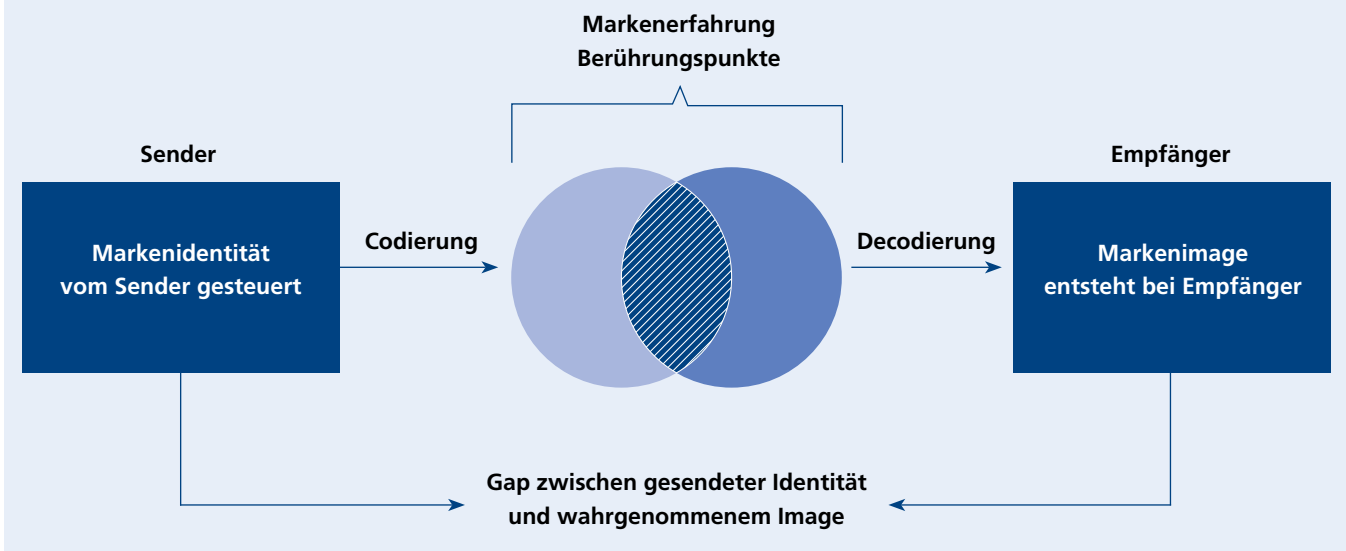 Markenerfahrung
Berührungspunkte
Sender
Empfänger
Markenidentität
vom Sender gesteuert
Codierung
Decodierung
Markenimage
entsteht bei Empfänger
Gap zwischen gesendeter Identität
und wahrgenommenem Image